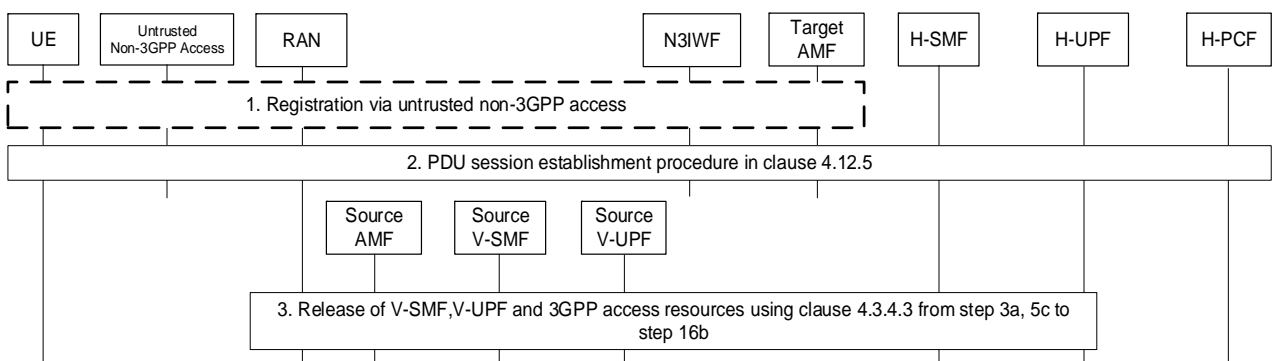 UE
Untrusted
Non-3GPP Access
RAN
N3IWF
Target
AMF
H-SMF
H-UPF
H-PCF
1. Registration via untrusted non-3GPP access
2. PDU session establishment procedure in clause 4.12.5
Source
AMF
Source
V-SMF
Source
V-UPF
3. Release of V-SMF,V-UPF and 3GPP access resources using clause 4.3.4.3 from step 3a, 5c to
step 16b